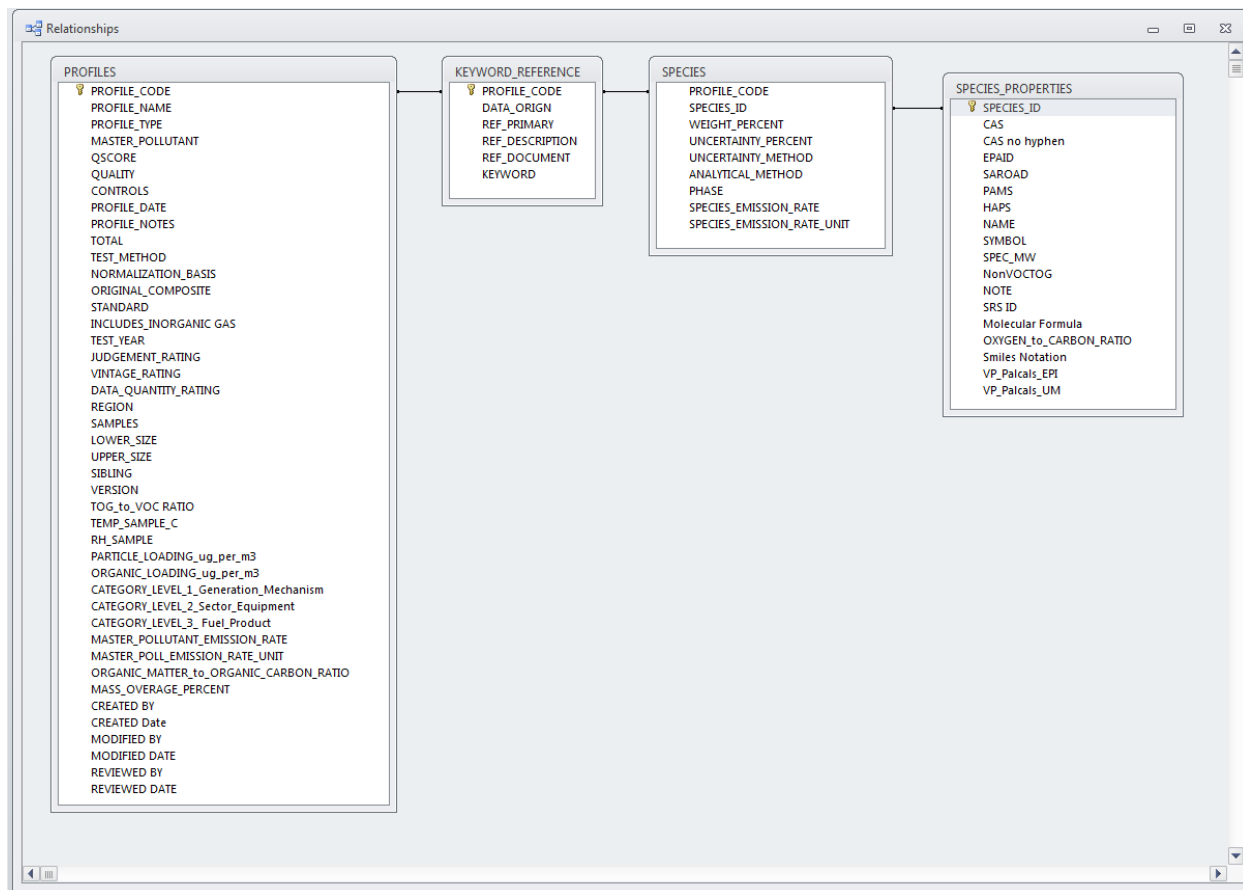 Relationships
PROFILES
PROFILE_CODE
PROFILE_NAME
PROFILE_TYPE
MASTER_POLLUTANT
QSCORE
QUALITY
CONTROLS
PROFILE_DATE
PROFILE_NOTES
TOTAL
TEST_METHOD
NORMALIZATION_BASIS
ORIGINAL_COMPOSITE
STANDARD
INCLUDES_INORGANIC GAS
TEST_YEAR
JUDGEMENT_RATING
VINTAGE_RATING
DATA_QUANTITY_RATING
REGION
SAMPLES
LOWER_SIZE
UPPER_SIZE
SIBLING
VERSION
TOG_to_VOC RATIO
TEMP_SAMPLE_C
RH_SAMPLE
PARTICLE_LOADING_ug_per_m3
ORGANIC_LOADING_ug_per_m3
CATEGORY_LEVEL_1_Generation_Mechanism
CATEGORY_LEVEL_2_Sector_Equipment
CATEGORY_LEVEL_3_ Fuel_Product
MASTER_POLLUTANT_EMISSION_RATE
MASTER_POLL_EMISSION_RATE_UNIT
ORGANIC_MATTER_to_ORGANIC_CARBON_RATIO
MASS_OVERAGE_PERCENT
CREATED BY
CREATED Date
MODIFIED BY
MODIFIED DATE
REVIEWED BY
REVIEWED DATE
KEYWORD_REFERENCE
PROFILE_CODE
DATA_ORIGN
REF_PRIMARY
REF_DESCRIPTION
REF_DOCUMENT
KEYWORD
SPECIES
PROFILE_CODE
SPECIES_ID
WEIGHT_PERCENT
UNCERTAINTY_PERCENT
UNCERTAINTY_METHOD
ANALYTICAL_METHOD
PHASE
SPECIES_EMISSION_RATE
SPECIES_EMISSION_RATE_UNIT
SPECIES_PROPERTIES
SPECIES_ID
CAS
CAS no hyphen
EPAID
SAROAD
PAMS
HAPS
NAME
SYMBOL
SPEC_MW
NonVOCTOG
NOTE
SRS ID
Molecular Formula
OXYGEN_to_CARBON_RATIO
Smiles Notation
VP_Palcals_EPI
VP_Palcals_UM